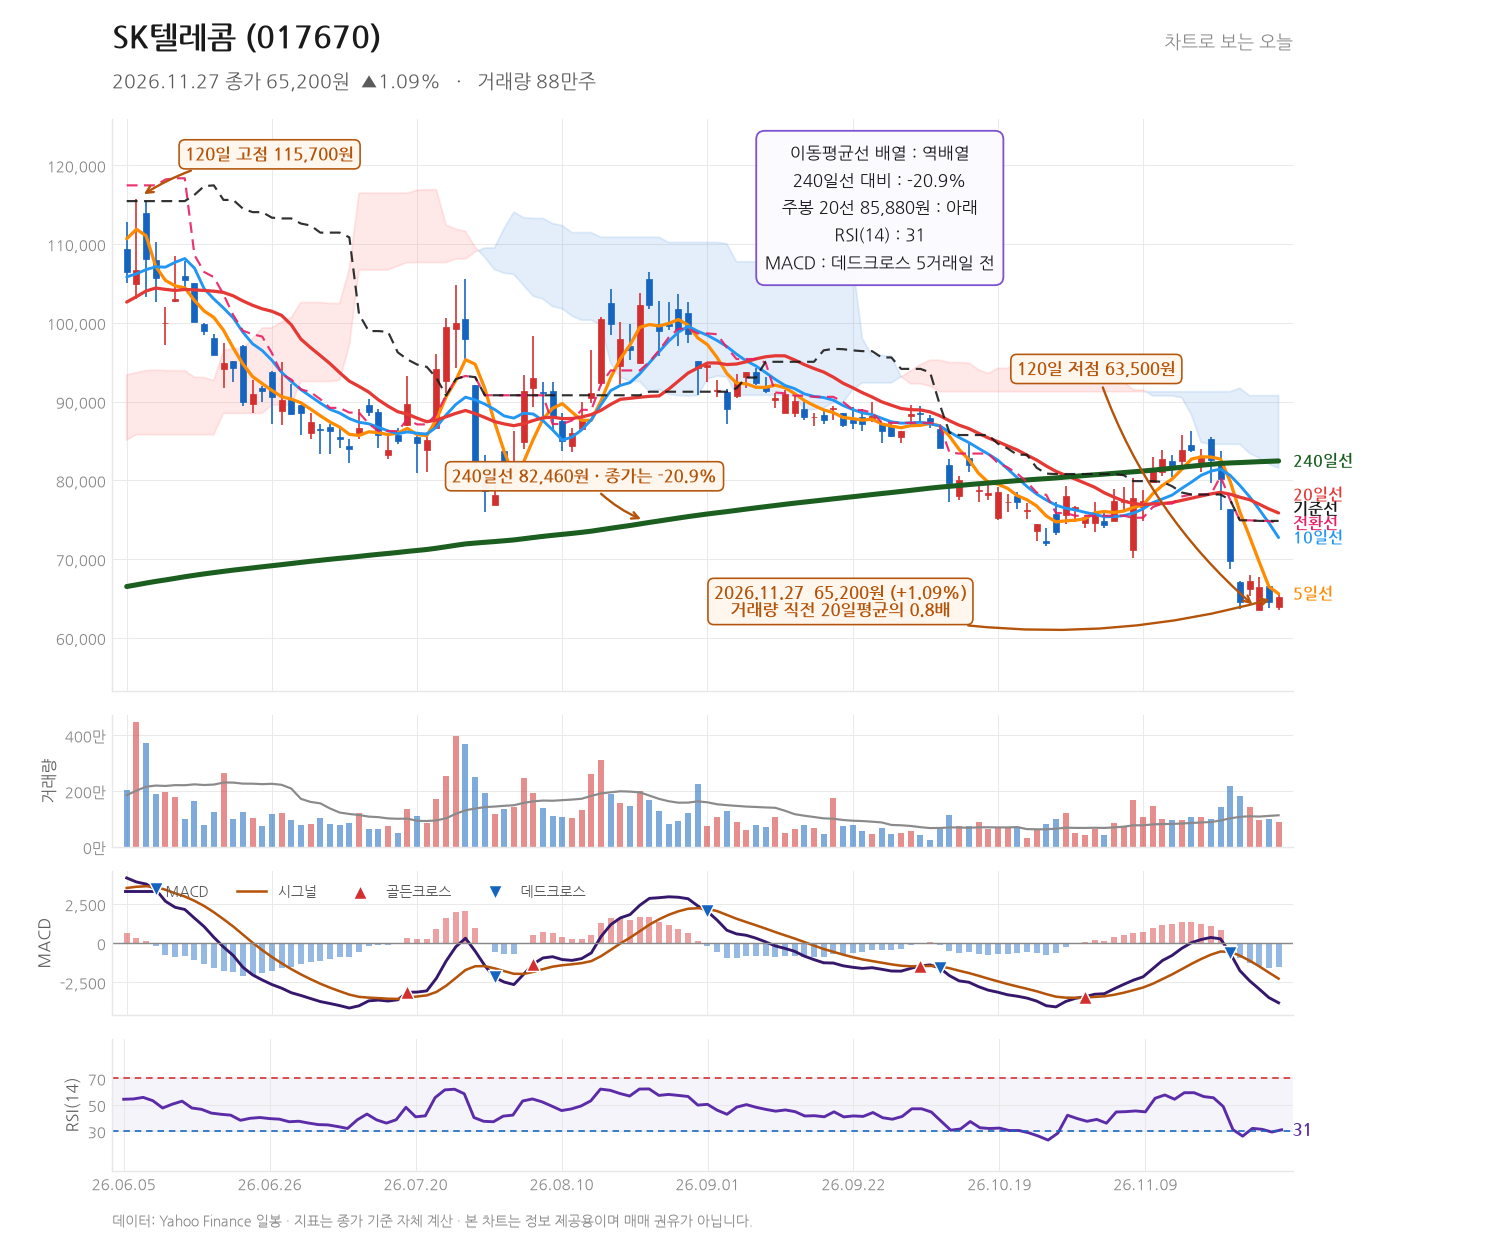 SK텔레콤 (017670)
차트로 보는 오늘
2026.11.27 종가 65,200원 ▲1.09% · 거래량 88만주
120일 고점 115,700원
이동평균선 배열 : 역배열
240일선 대비 : -20.9%
주봉 20선 85,880원 : 아래
RSI(14) : 31
MACD : 데드크로스 5거래일 전
120일 저점 63,500원
240일선 82,460원 · 종가는 -20.9%
2026.11.27 65,200원 (+1.09%)
거래량 직전 20일평균의 0.8배
120,000
110,000
100,000
90,000
80,000
70,000
60,000
240일선
20일선
기준선
전환선
10일선
5일선
거래량
400만
200만
0만
MACD
MACD
시그널
골든크로스
데드크로스
2,500
0
-2,500
RSI(14)
70
50
30
31
26.06.05
26.06.26
26.07.20
26.08.10
26.09.01
26.09.22
26.10.19
26.11.09
데이터: Yahoo Finance 일봉 · 지표는 종가 기준 자체 계산 · 본 차트는 정보 제공용이며 매매 권유가 아닙니다.